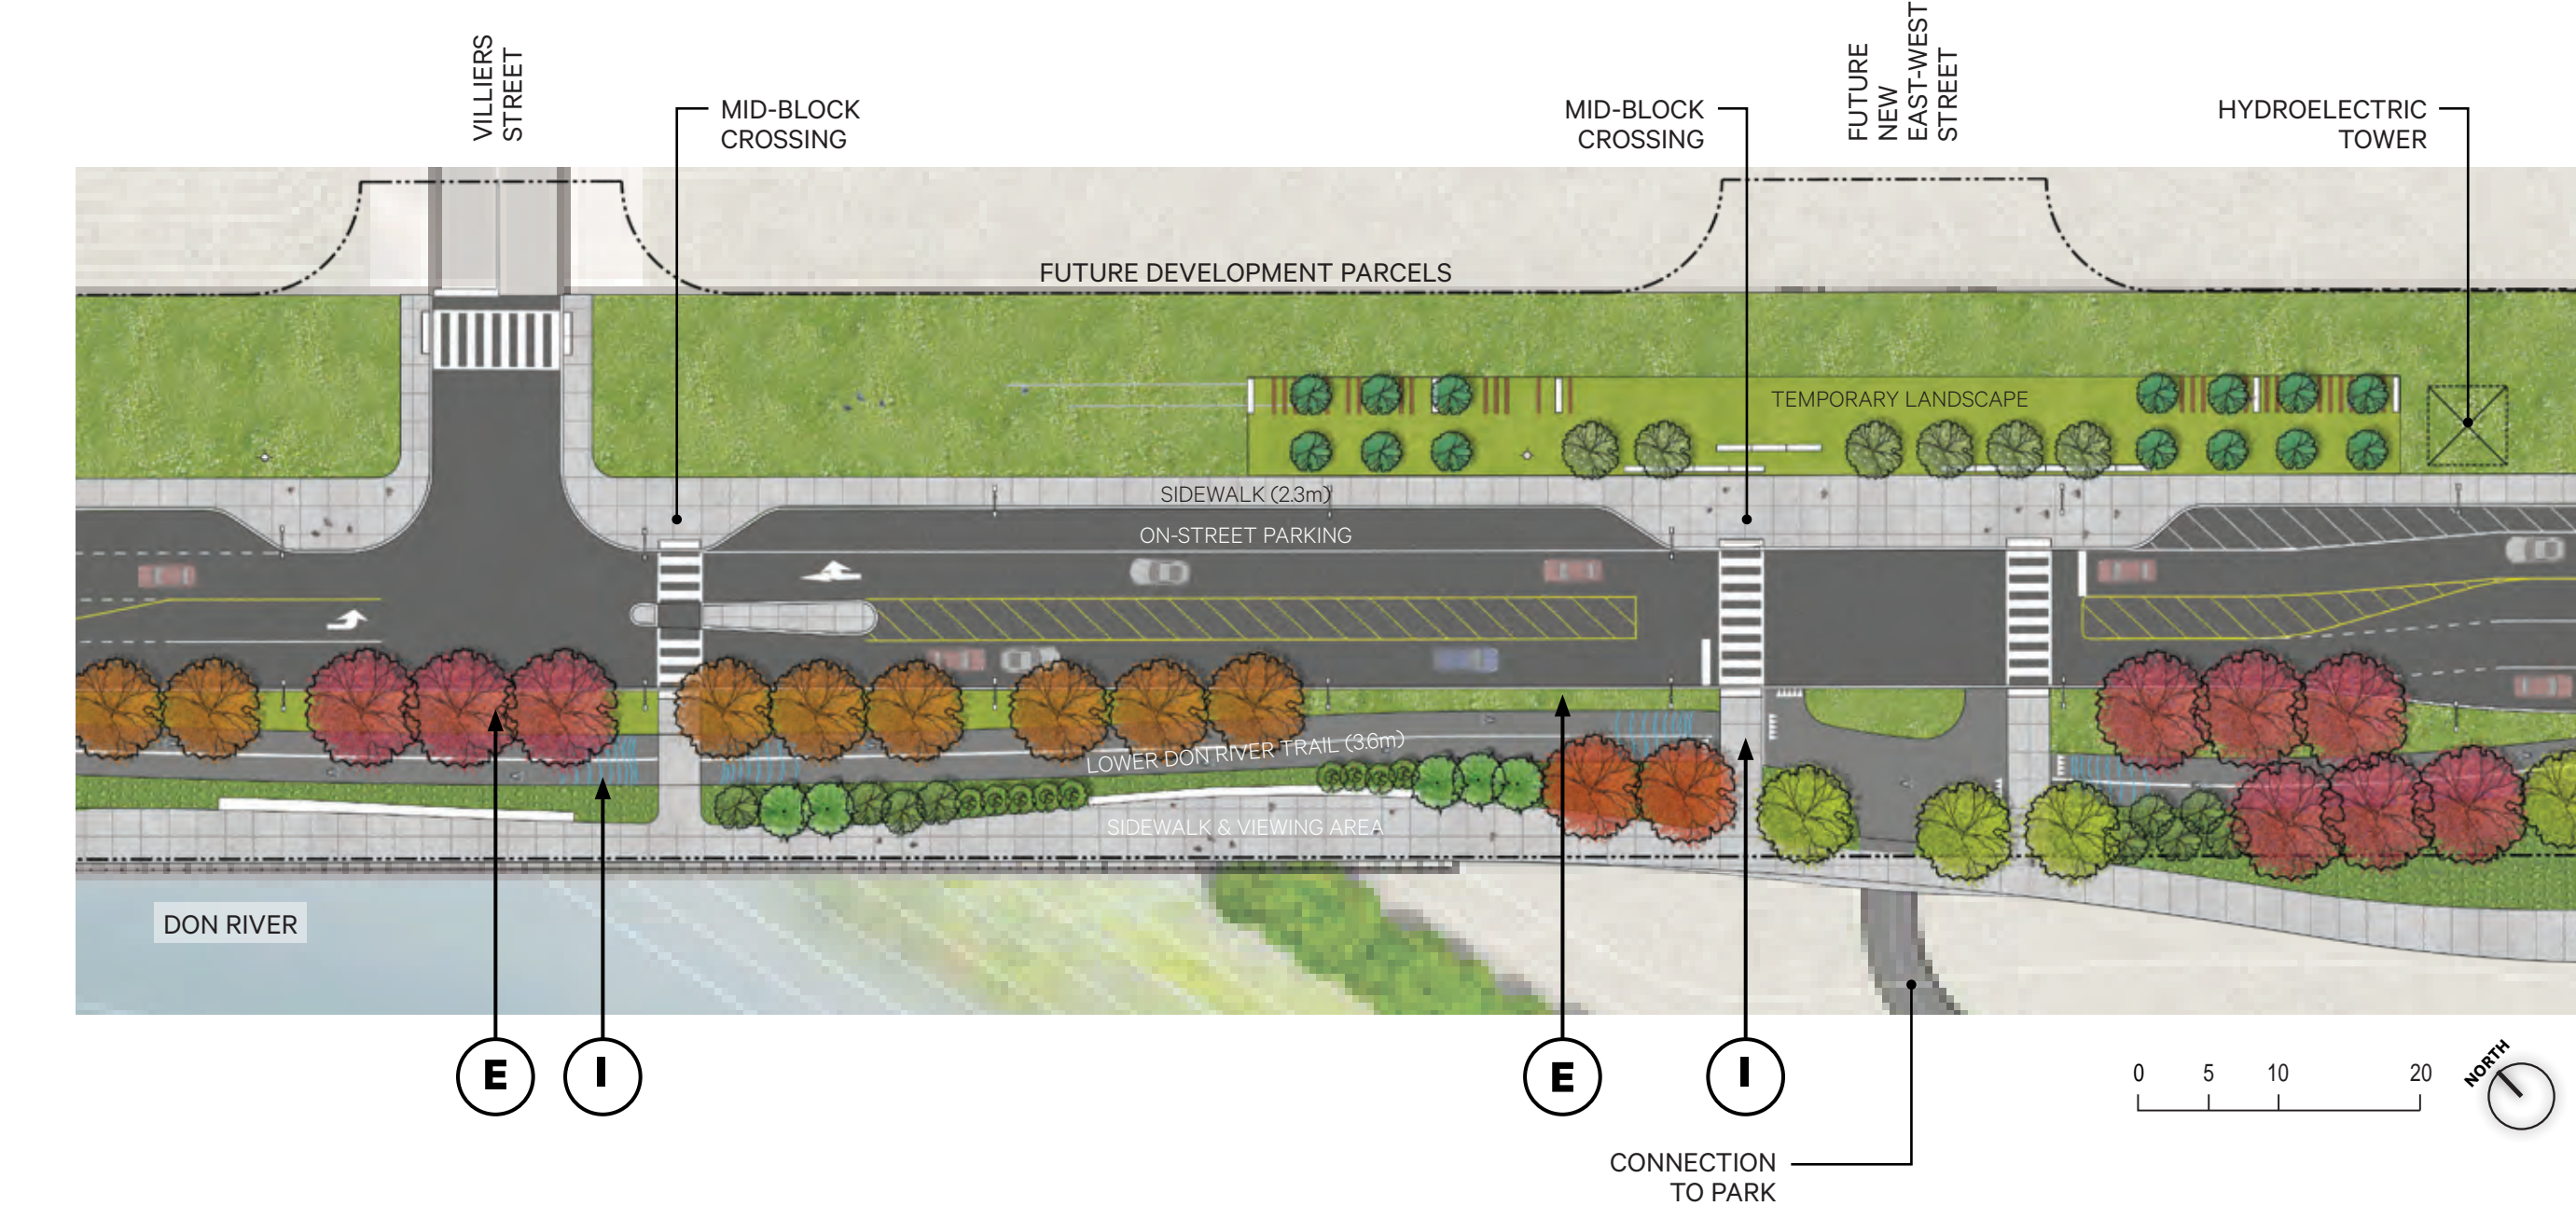 VILLIERS
STREET
MID-BLOCK
CROSSING
MID-BLOCK
CROSSING
FUTURE
NEW
EAST-WEST
STREET
HYDROELECTRIC
TOWER
FUTURE DEVELOPMENT PARCELS
TEMPORARY LANDSCAPE
SIDEWALK (2.3m)
ON-STREET PARKING
LOWER DON RIVER TRAIL (3.6m)
SIDEWALK & VIEWING AREA
DON RIVER
E
I
E
I
0 5 10 20
NORTH
CONNECTION
TO PARK